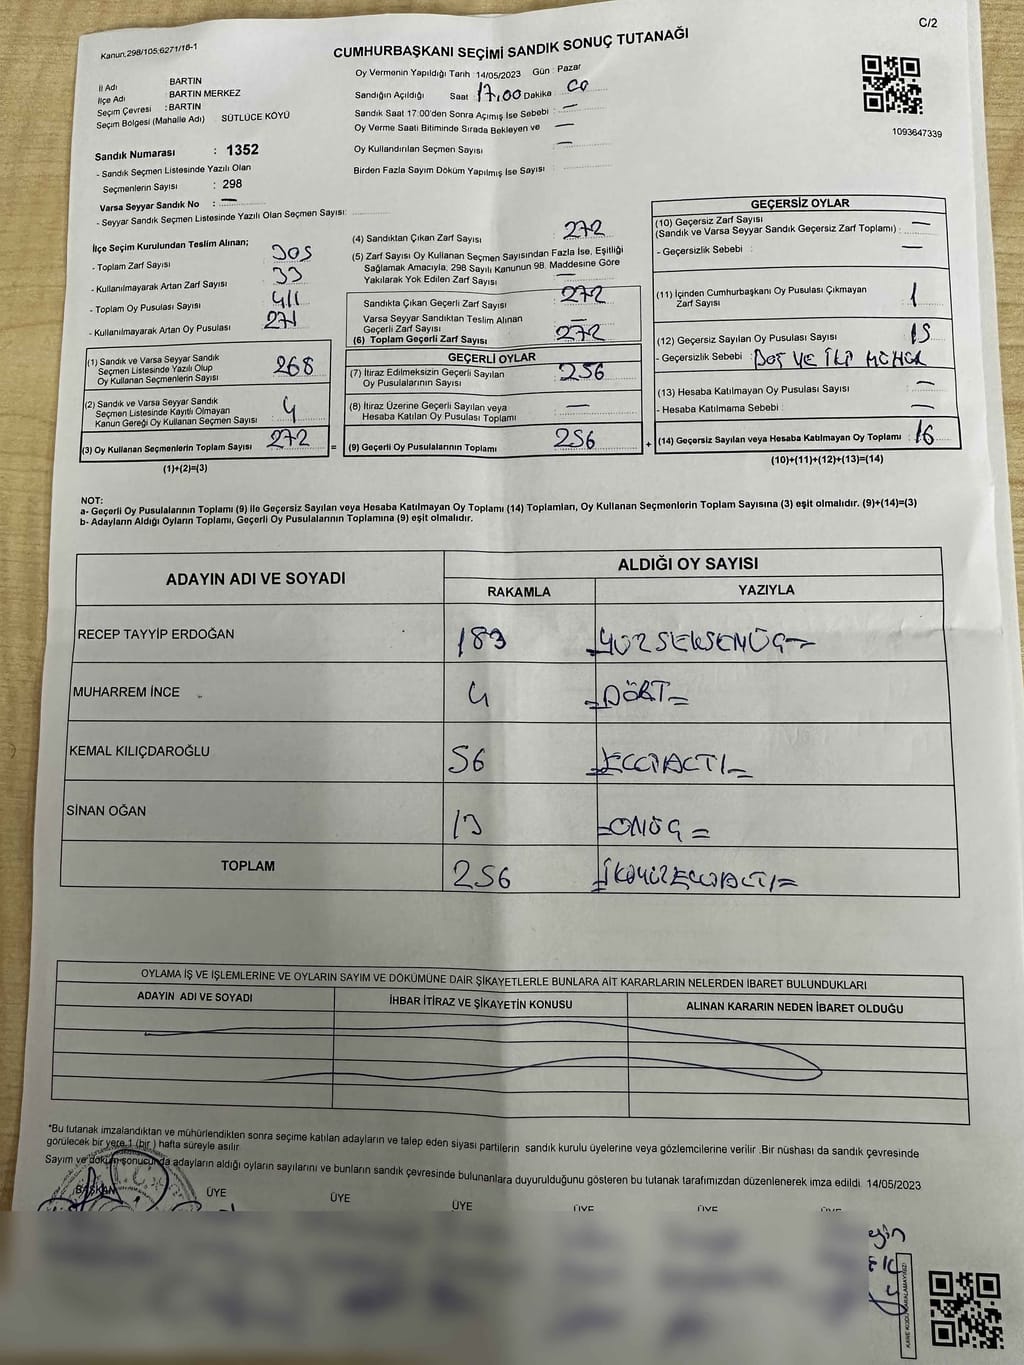 C/2
Kanun:298/105,6271/16-1
CUMHURBAŞKANI SEÇİMİ SANDIK SONUÇ TUTANAĞI
İl Adı BARTIN
İlçe Adı : BARTIN MERKEZ
Seçim Çevresi : BARTIN
Seçim Bölgesi (Mahalle Adı) SÜTLÜCE KÖYÜ
Oy Vermenin Yapıldığı Tarih : 14/05/2023 Gün : Pazar
Sandığın Açıldığı Saat 17.00 Dakika 00
Sandık Saat 17:00'den Sonra Açımış İse Sebebi : —
Oy Verme Saati Bitiminde Sırada Bekleyen ve —
Oy Kullandırılan Seçmen Sayısı —
Birden Fazla Sayım Döküm Yapılmış İse Sayısı :
1093647339
Sandık Numarası : 1352
- Sandık Seçmen Listesinde Yazılı Olan
Seçmenlerin Sayısı : 298
Varsa Seyyar Sandık No : —
- Seyyar Sandık Seçmen Listesinde Yazılı Olan Seçmen Sayısı:
İlçe Seçim Kurulundan Teslim Alınan;
- Toplam Zarf Sayısı 305
- Kullanılmayarak Artan Zarf Sayısı 33
- Toplam Oy Pusulası Sayısı 411
- Kullanılmayarak Artan Oy Pusulası 271
(1) Sandık ve Varsa Seyyar Sandık
Seçmen Listesinde Yazılı Olup
Oy Kullanan Seçmenlerin Sayısı 268
(2) Sandık ve Varsa Seyyar Sandık
Seçmen Listesinde Kayıtlı Olmayan
Kanun Gereği Oy Kullanan Seçmen Sayısı 4
(3) Oy Kullanan Seçmenlerin Toplam Sayısı 272 =
(1)+(2)=(3)
(4) Sandıktan Çıkan Zarf Sayısı 272
(5) Zarf Sayısı Oy Kullanan Seçmen Sayısından Fazla İse, Eşitliği
Sağlamak Amacıyla, 298 Sayılı Kanunun 98. Maddesine Göre
Yakılarak Yok Edilen Zarf Sayısı —
Sandıkta Çıkan Geçerli Zarf Sayısı 272
Varsa Seyyar Sandıktan Teslim Alınan
Geçerli Zarf Sayısı —
(6) Toplam Geçerli Zarf Sayısı 272
GEÇERLİ OYLAR
(7) İtiraz Edilmeksizin Geçerli Sayılan
Oy Pusulalarının Sayısı 256
(8) İtiraz Üzerine Geçerli Sayılan veya
Hesaba Katılan Oy Pusulası Toplamı —
(9) Geçerli Oy Pusulalarının Toplamı 256 +
GEÇERSİZ OYLAR
(10) Geçersiz Zarf Sayısı
(Sandık ve Varsa Seyyar Sandık Geçersiz Zarf Toplamı) : —
- Geçersizlik Sebebi : —
(11) İçinden Cumhurbaşkanı Oy Pusulası Çıkmayan
Zarf Sayısı 1
(12) Geçersiz Sayılan Oy Pusulası Sayısı 15
- Geçersizlik Sebebi : BOŞ VE İKİ MÜHÜR
(13) Hesaba Katılmayan Oy Pusulası Sayısı —
- Hesaba Katılmama Sebebi : —
(14) Geçersiz Sayılan veya Hesaba Katılmayan Oy Toplamı : 16
(10)+(11)+(12)+(13)=(14)
NOT:
a- Geçerli Oy Pusulalarının Toplamı (9) ile Geçersiz Sayılan veya Hesaba Katılmayan Oy Toplamı (14) Toplamları, Oy Kullanan Seçmenlerin Toplam Sayısına (3) eşit olmalıdır. (9)+(14)=(3)
b- Adayların Aldığı Oyların Toplamı, Geçerli Oy Pusulalarının Toplamına (9) eşit olmalıdır.
ADAYIN ADI VE SOYADI
ALDIĞI OY SAYISI
RAKAMLA YAZIYLA
RECEP TAYYİP ERDOĞAN 183 YÜZSEKSENÜÇ
MUHARREM İNCE 4 =DÖRT=
KEMAL KILIÇDAROĞLU 56 =ELLİALTI=
SİNAN OĞAN 13 =ONÜÇ=
TOPLAM 256 =İKİYÜZELLİALTI=
OYLAMA İŞ VE İŞLEMLERİNE VE OYLARIN SAYIM VE DÖKÜMÜNE DAİR ŞİKAYETLERLE BUNLARA AİT KARARLARIN NELERDEN İBARET BULUNDUKLARI
ADAYIN ADI VE SOYADI İHBAR İTİRAZ VE ŞİKAYETİN KONUSU ALINAN KARARIN NEDEN İBARET OLDUĞU
*Bu tutanak imzalandıktan ve mühürlendikten sonra seçime katılan adayların ve talep eden siyasi partilerin sandık kurulu üyelerine veya gözlemcilerine verilir .Bir nüshası da sandık çevresinde
görülecek bir yere 1 (bir ) hafta süreyle asılır
Sayım ve döküm sonucunda adayların aldığı oyların sayılarını ve bunların sandık çevresinde bulunanlara duyurulduğunu gösteren bu tutanak tarafımızdan düzenlenerek imza edildi. 14/05/2023
BAŞKAN ÜYE ÜYE ÜYE ÜYE ÜYE ÜYE